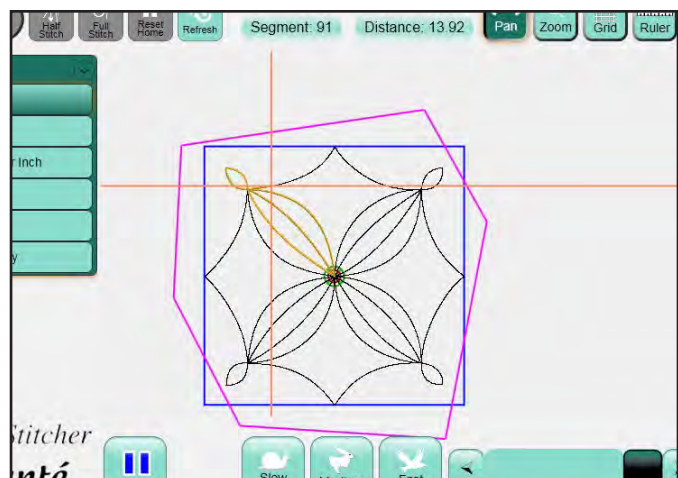 Half Stitch
Full Stitch
Reset Home
Refresh
Segment: 91
Distance: 13.92
Pan
Zoom
Grid
Ruler
r Inch
y
titcher
Slow
Fast